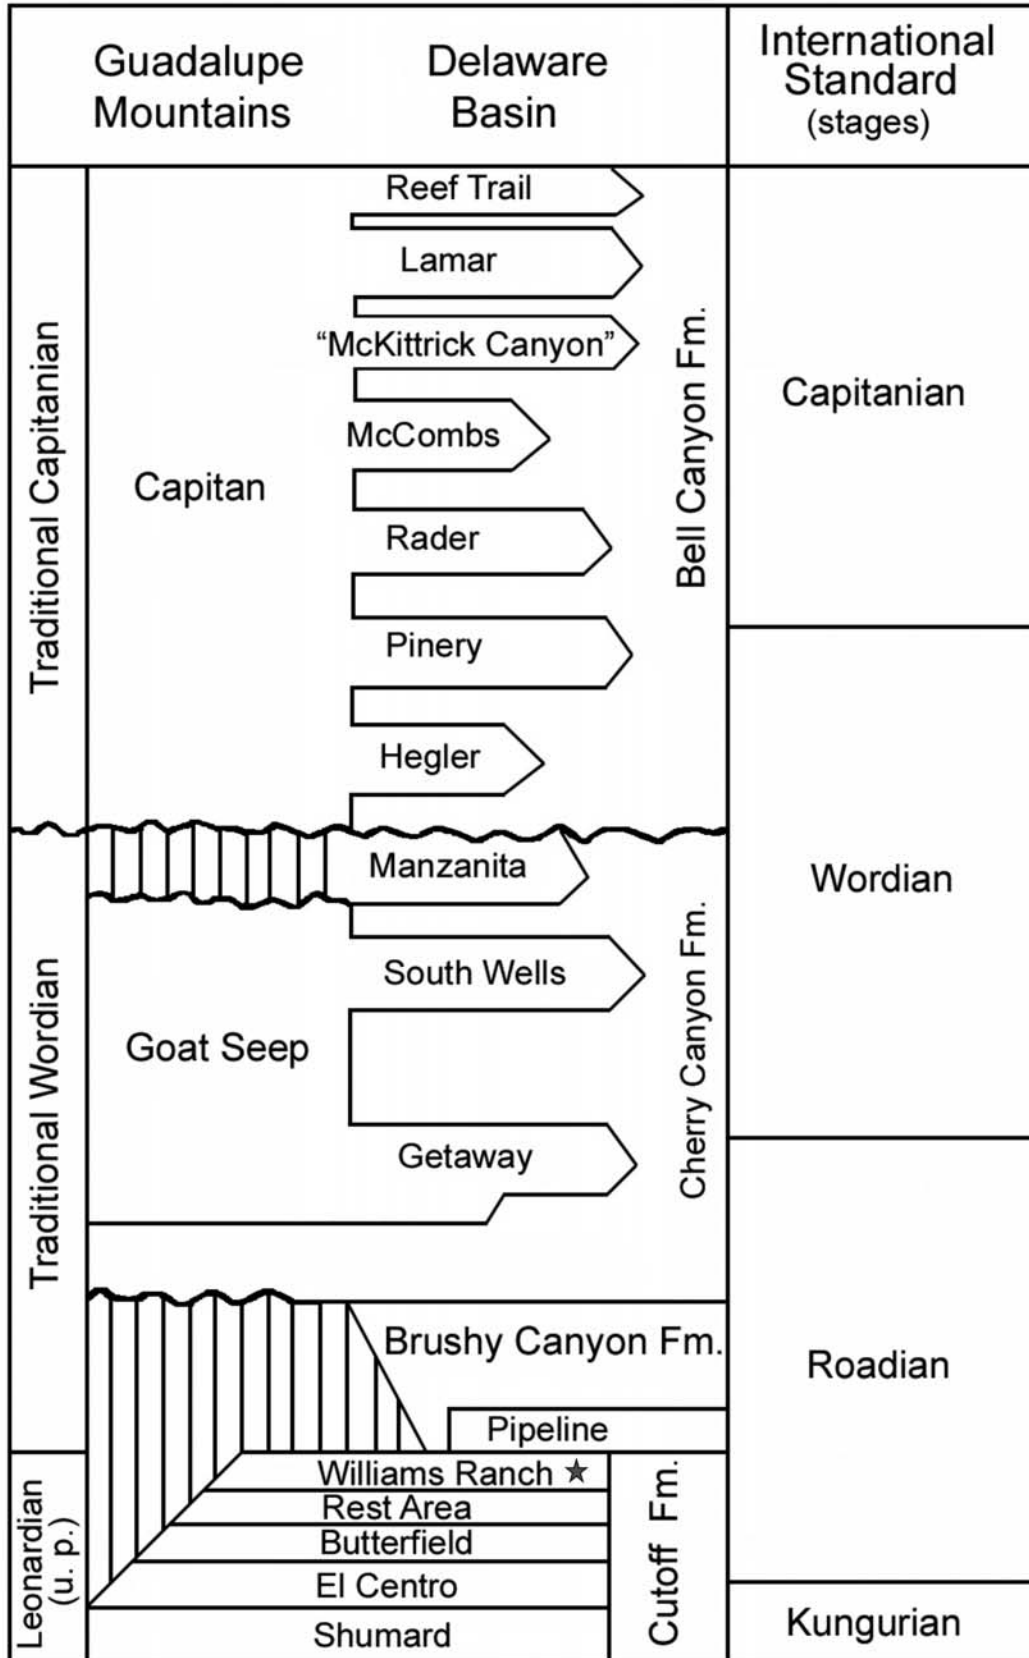 Guadalupe
Mountains
Delaware
Basin
International
Standard
(stages)
Traditional Capitanian
Capitan
Reef Trail
Lamar
“McKittrick Canyon”
McCombs
Rader
Pinery
Hegler
Bell Canyon Fm.
Capitanian
Traditional Wordian
Manzanita
South Wells
Goat Seep
Getaway
Cherry Canyon Fm.
Wordian
Brushy Canyon Fm.
Pipeline
Roadian
Leonardian
(u. p.)
Williams Ranch ★
Rest Area
Butterfield
El Centro
Shumard
Cutoff Fm.
Kungurian